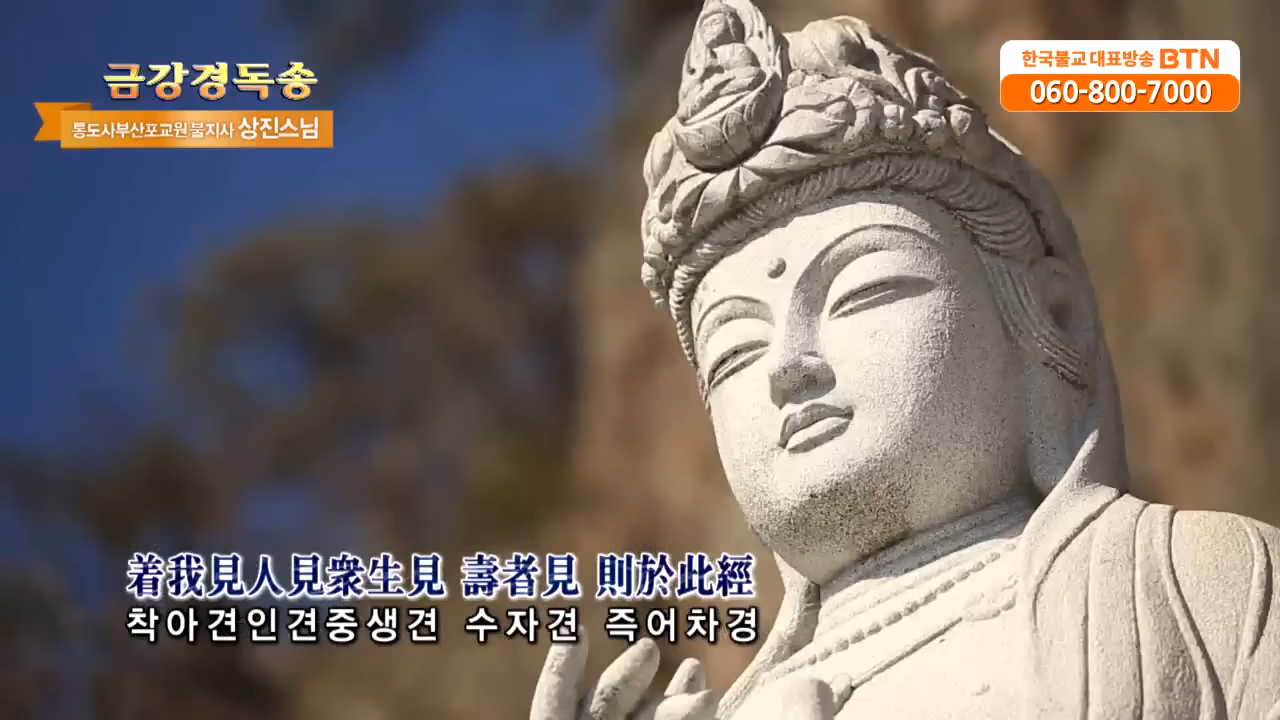 금강경독송
통도사부산포교원 불지사 상진스님
한국불교 대표방송 BTN
060-800-7000
着我見人見衆生見 壽者見 則於此經
착아견인견중생견 수자견 즉어차경